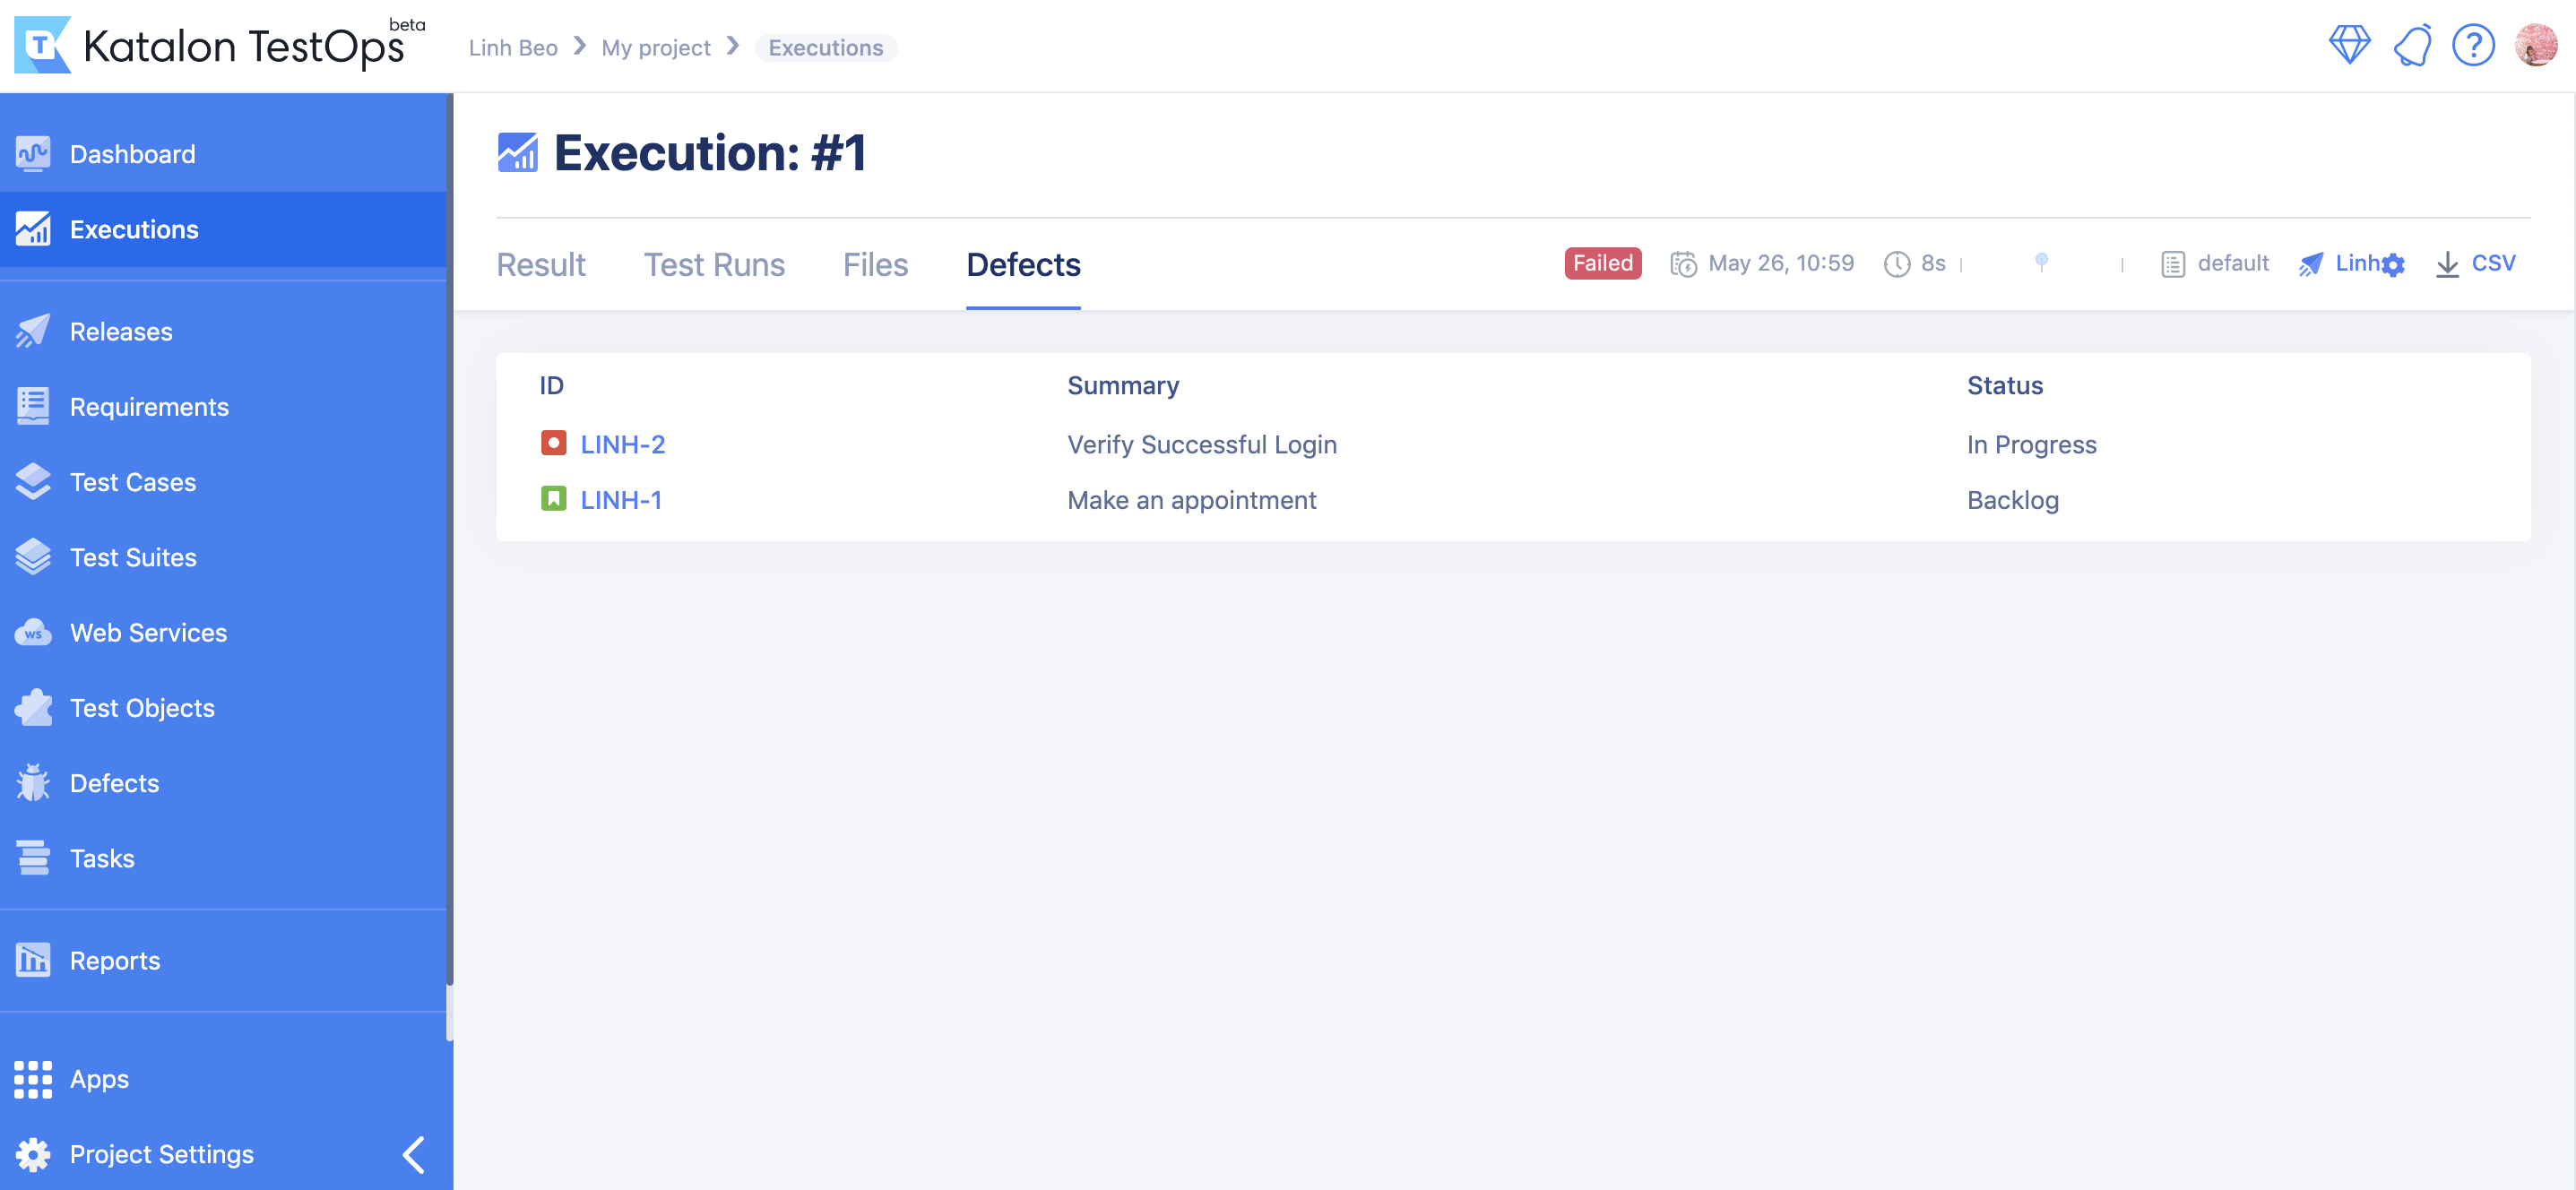 Katalon TestOps beta
Linh Beo > My project > Executions
Dashboard
Executions
Releases
Requirements
Test Cases
Test Suites
WS Web Services
Test Objects
Defects
Tasks
Reports
Apps
Project Settings
Execution: #1
Result Test Runs Files Defects
Failed May 26, 10:59 8s default Linh CSV
ID Summary Status
LINH-2 Verify Successful Login In Progress
LINH-1 Make an appointment Backlog